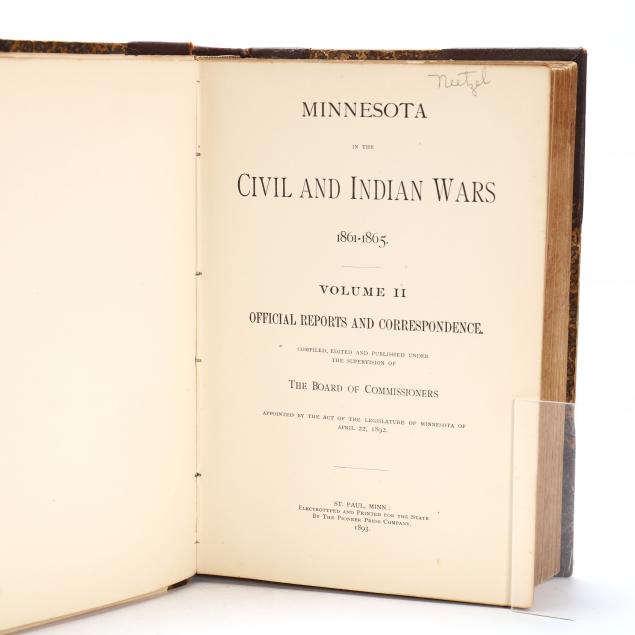 Neetzel
MINNESOTA
IN THE
CIVIL AND INDIAN WARS
1861-1865.
VOLUME II
OFFICIAL REPORTS AND CORRESPONDENCE.
COMPILED, EDITED AND PUBLISHED UNDER
THE SUPERVISION OF
THE BOARD OF COMMISSIONERS
APPOINTED BY THE ACT OF THE LEGISLATURE OF MINNESOTA OF
APRIL 22, 1892.
ST. PAUL, MINN.:
ELECTROTYPED AND PRINTED FOR THE STATE
BY THE PIONEER PRESS COMPANY.
1893.